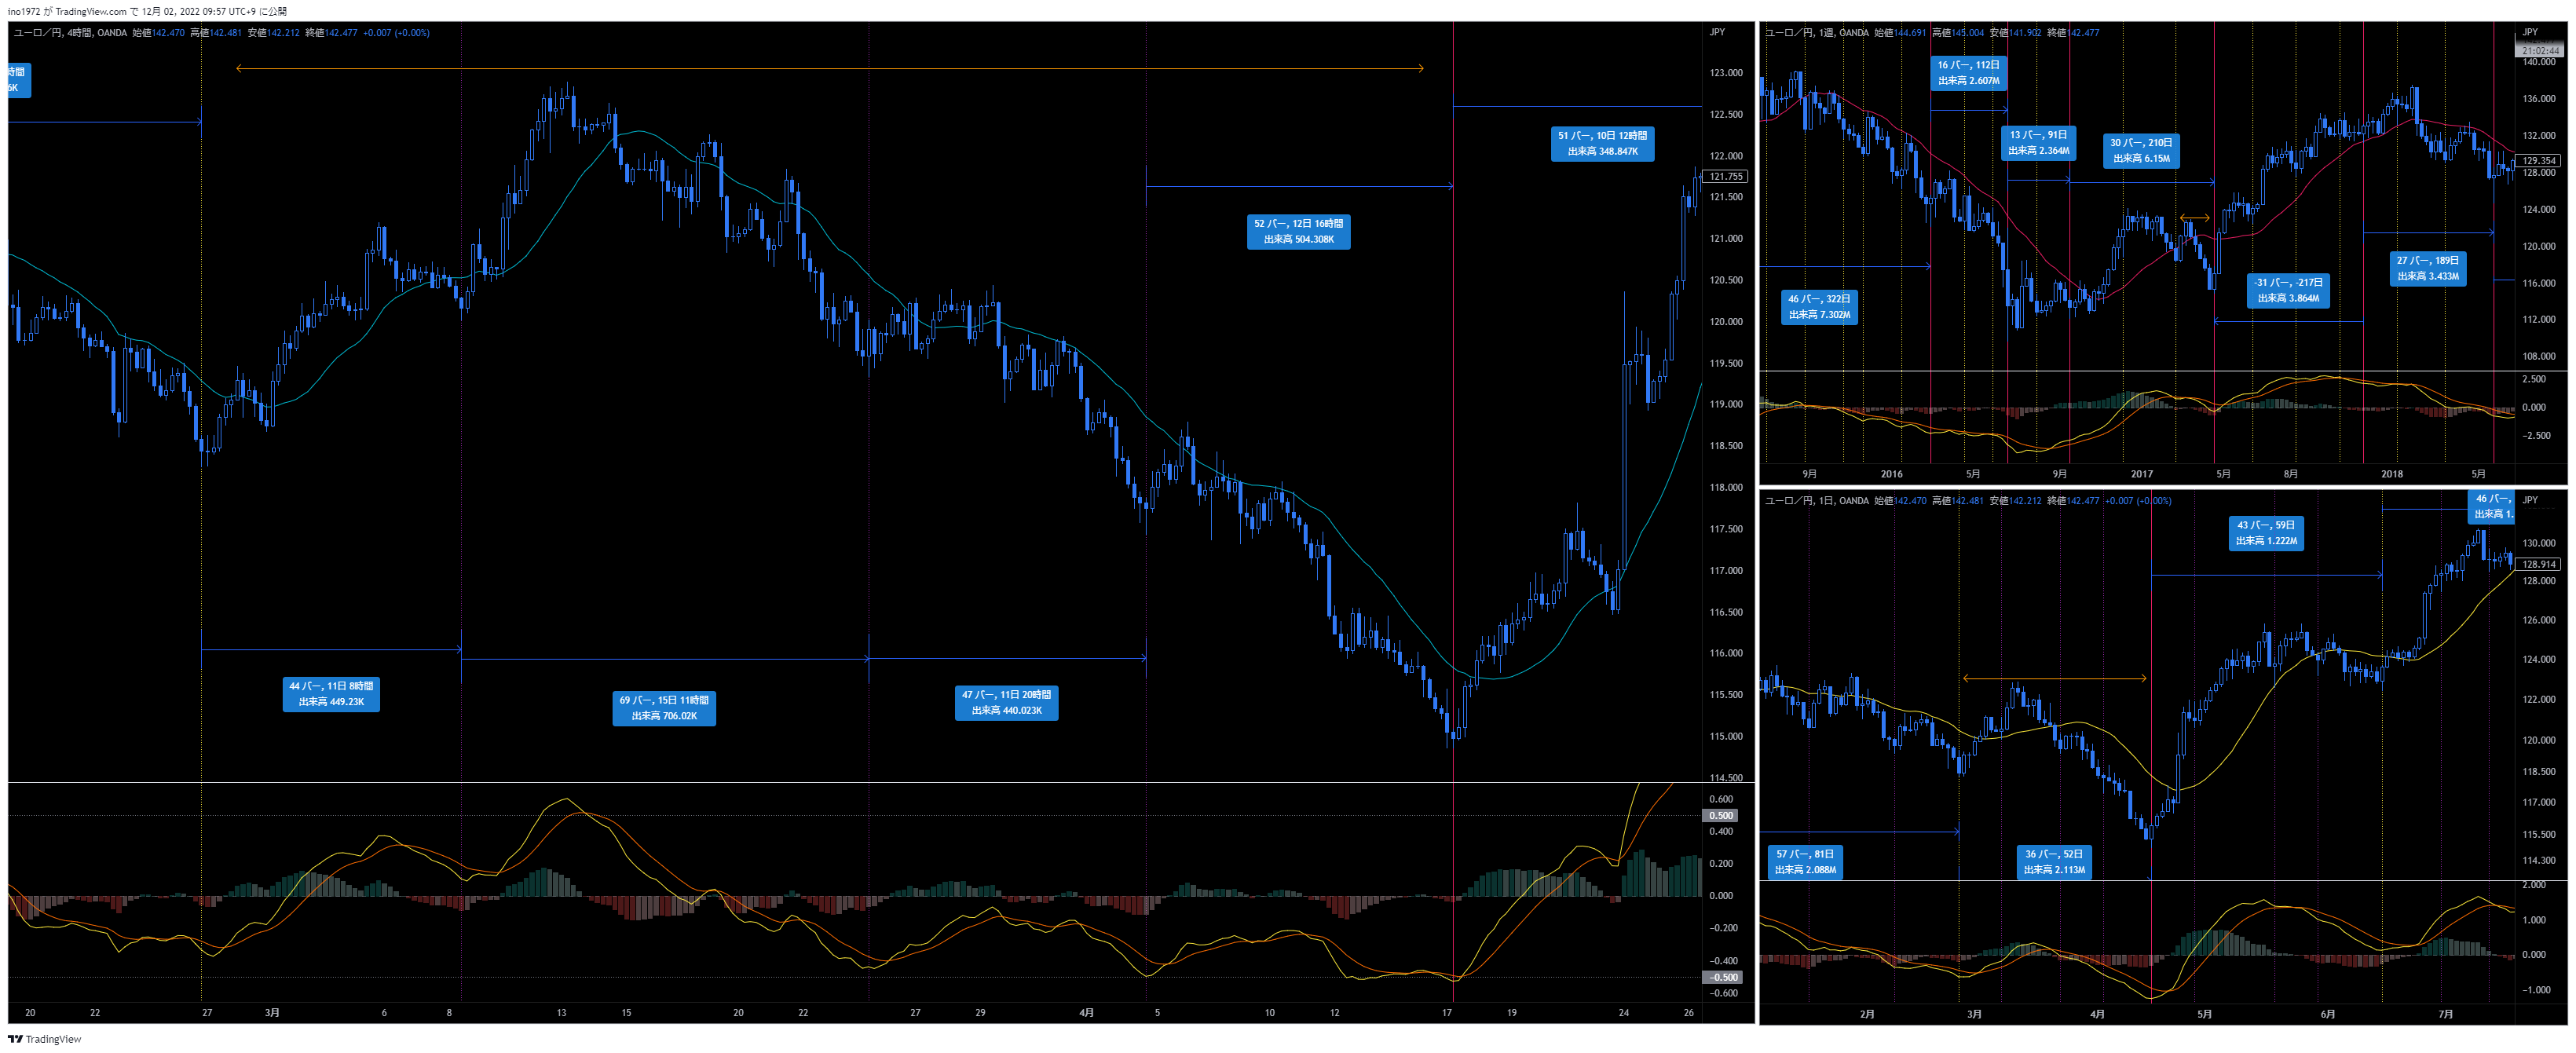 ino1972 が TradingView.com で 12月 02, 2022 09:57 UTC+9 に公開
ユーロ／円, 4時間, OANDA 始値142.470 高値142.481 安値142.212 終値142.477 +0.007 (+0.00%)
JPY
時間
6K
123.000
122.500
122.000
121.755
121.500
121.000
120.500
120.000
119.500
119.000
118.500
118.000
117.500
117.000
116.500
116.000
115.500
115.000
114.500
51 バー, 10日 12時間
出来高 348.847K
52 バー, 12日 16時間
出来高 504.308K
44 バー, 11日 8時間
出来高 449.23K
69 バー, 15日 11時間
出来高 706.02K
47 バー, 11日 20時間
出来高 440.023K
0.600
0.500
0.400
0.200
0.000
−0.200
−0.400
−0.500
−0.600
20 22 27 3月 6 8 13 15 20 22 27 29 4月 5 10 12 17 19 24 26
ユーロ／円, 1週, OANDA 始値144.691 高値145.004 安値141.902 終値142.477
JPY
21:02:44
140.000
136.000
132.000
129.354
128.000
124.000
120.000
116.000
112.000
108.000
16 バー, 112日
出来高 2.607M
13 バー, 91日
出来高 2.364M
30 バー, 210日
出来高 6.15M
46 バー, 322日
出来高 7.302M
-31 バー, -217日
出来高 3.864M
27 バー, 189日
出来高 3.433M
2.500
0.000
−2.500
9月 2016 5月 9月 2017 5月 8月 2018 5月
ユーロ／円, 1日, OANDA 始値142.470 高値142.481 安値142.212 終値142.477 +0.007 (+0.00%)
JPY
46 バー,
出来高 1.
43 バー, 59日
出来高 1.222M
130.000
128.914
128.000
126.000
124.000
122.000
120.000
118.500
117.000
115.500
114.300
57 バー, 81日
出来高 2.088M
36 バー, 52日
出来高 2.113M
2.000
1.000
0.000
−1.000
2月 3月 4月 5月 6月 7月
TradingView